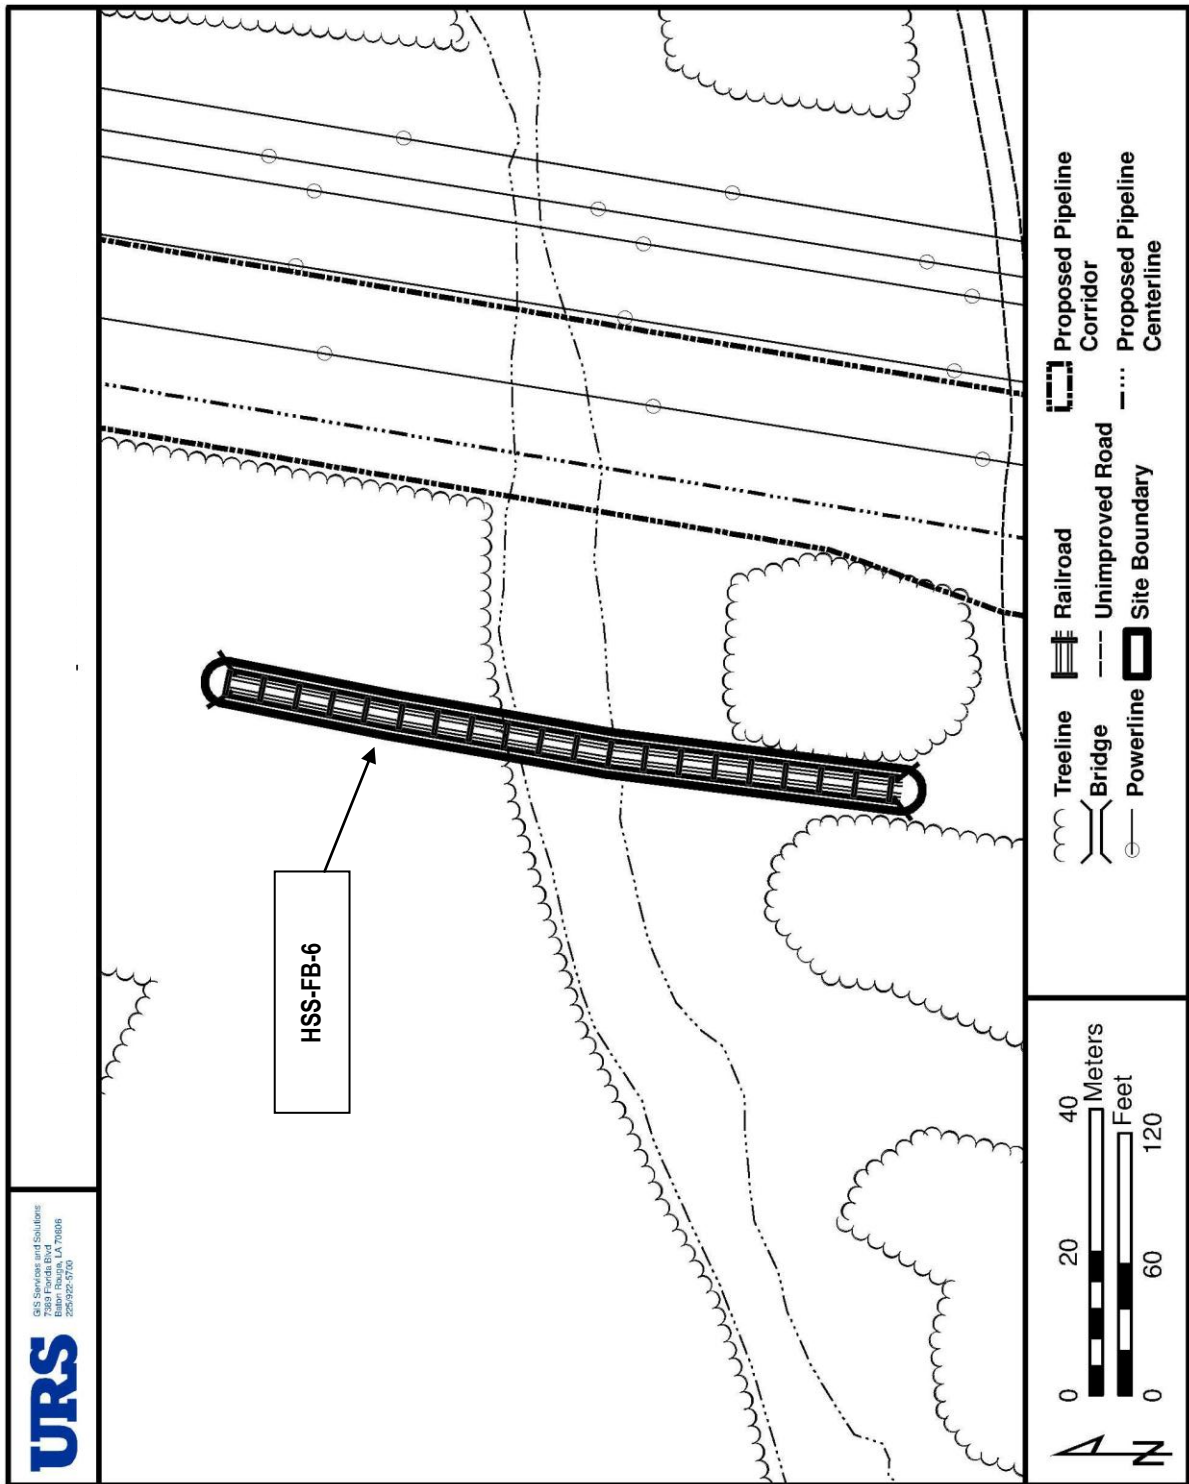 URS
GIS Services and Solutions
7389 Florida Blvd
Baton Rouge, LA 70806
225/922-5700
HSS-FB-6
0 20 40
Meters
Feet
0 60 120
N
Treeline
Bridge
Powerline
Railroad
Unimproved Road
Site Boundary
Proposed Pipeline
Corridor
Proposed Pipeline
Centerline